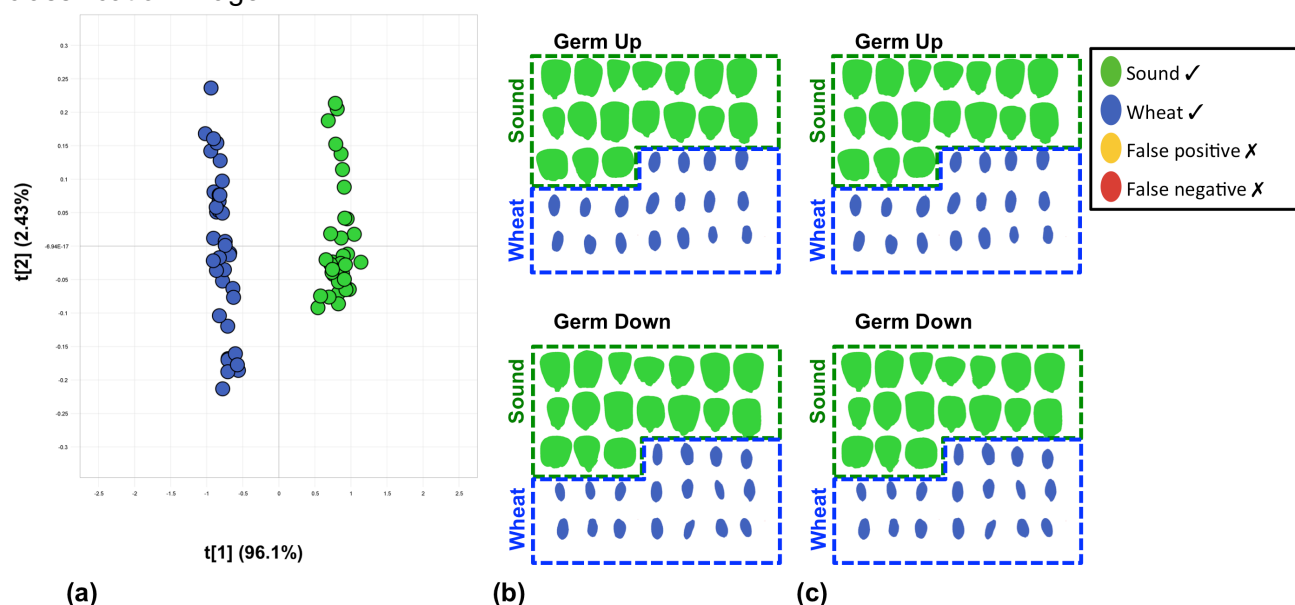 Germ Up
Germ Up
Sound
Wheat
Sound
Wheat
Sound ✓
Wheat ✓
False positive ✗
False negative ✗
0.3
0.25
0.2
0.15
0.1
0.05
-6.94E-17
-0.05
-0.1
-0.15
-0.2
-0.25
-0.3
t[2] (2.43%)
-2.5
-2
-1.5
-1
-0.5
0
0.5
1
1.5
2
2.5
t[1] (96.1%)
Germ Down
Germ Down
Sound
Wheat
Sound
Wheat
(a)
(b)
(c)